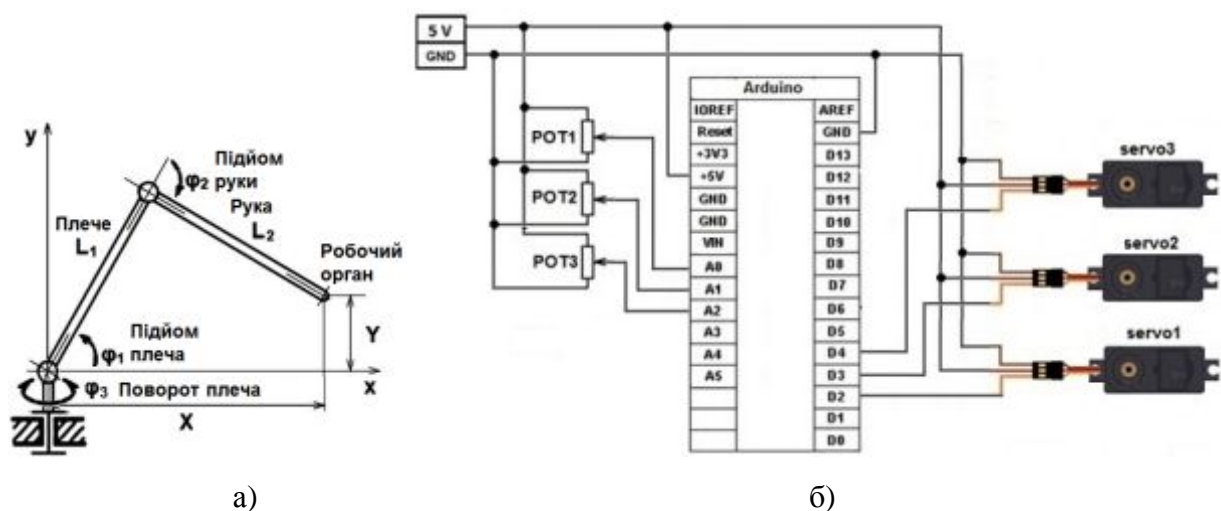 y
φ₂
Підйом
руки
Рука
L₂
Плече
L₁
Робочий
орган
φ₁
Підйом
плеча
Y
x
φ₃ Поворот плеча
X
а)
5 V
GND
POT1
POT2
POT3
Arduino
IOREF
Reset
+3V3
+5V
GND
GND
VIN
A0
A1
A2
A3
A4
A5
AREF
GND
D13
D12
D11
D10
D9
D8
D7
D6
D5
D4
D3
D2
D1
D0
servo3
servo2
servo1
б)